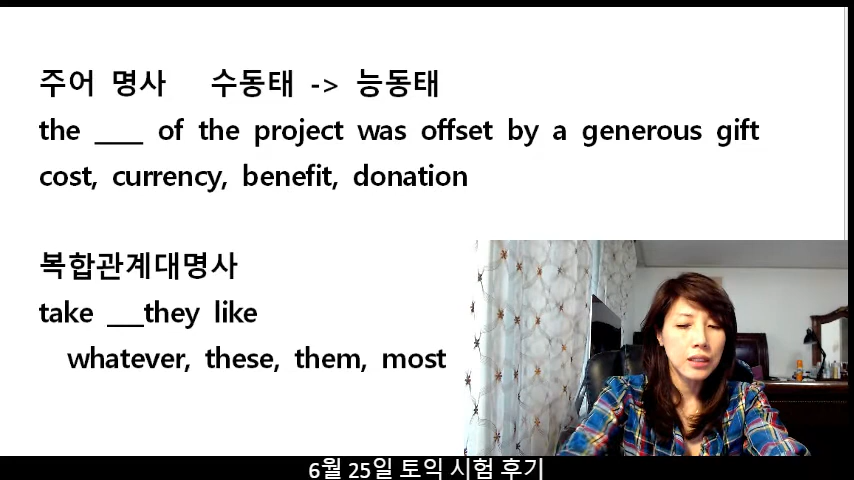 주어 명사 수동태 -> 능동태
the ____ of the project was offset by a generous gift
cost, currency, benefit, donation
복합관계대명사
take ___they like
whatever, these, them, most
6월 25일 토익 시험 후기